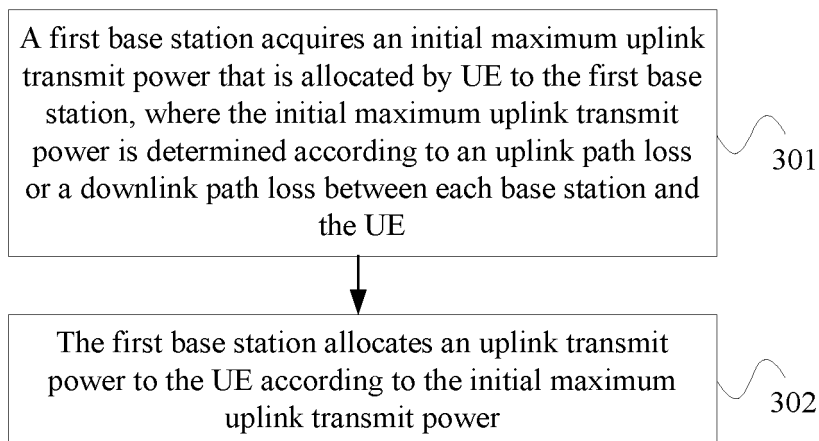 A first base station acquires an initial maximum uplink
transmit power that is allocated by UE to the first base
station, where the initial maximum uplink transmit
power is determined according to an uplink path loss
or a downlink path loss between each base station and
the UE
301
The first base station allocates an uplink transmit
power to the UE according to the initial maximum
uplink transmit power
302